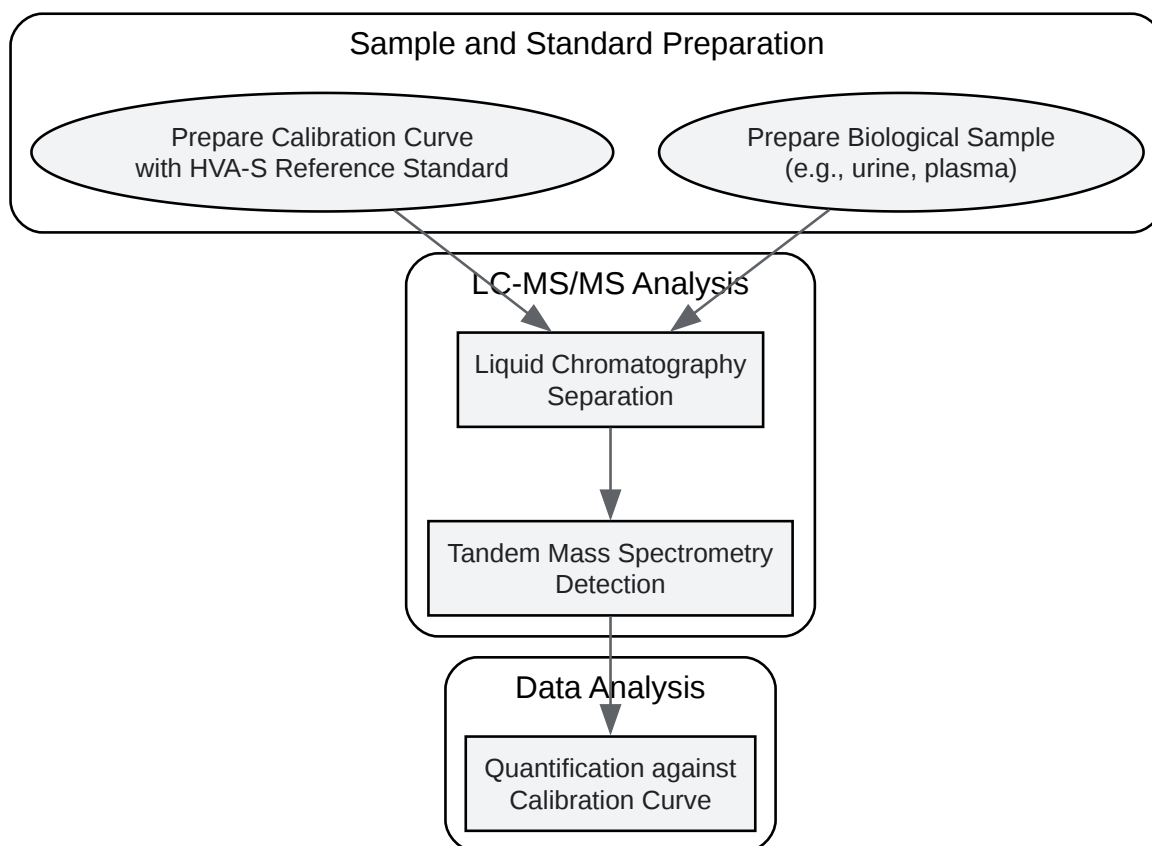 Sample and Standard Preparation
Prepare Calibration Curve
with HVA-S Reference Standard
Prepare Biological Sample
(e.g., urine, plasma)
LC-MS/MS Analysis
Liquid Chromatography
Separation
Tandem Mass Spectrometry
Detection
Data Analysis
Quantification against
Calibration Curve